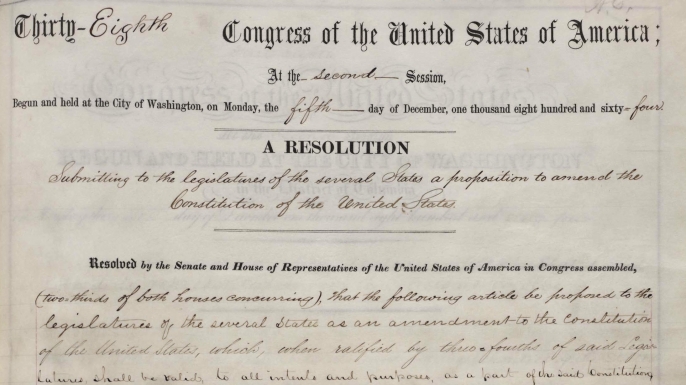 Thirty-Eighth Congress of the United States of America;
At the second Session,
Begun and held at the City of Washington, on Monday, the fifth day of December, one thousand eight hundred and sixty-four.
A RESOLUTION
Submitting to the legislatures of the several States a proposition to amend the
Constitution of the United States.
Resolved by the Senate and House of Representatives of the United States of America in Congress assembled,
(two-thirds of both houses concurring), That the following article be proposed to the
legislatures of the several States as an amendment to the Constitution
of the United States, which, when ratified by three-fourths of said Legis-
latures, shall be valid, to all intents and purposes, as a part of the said Constitution,